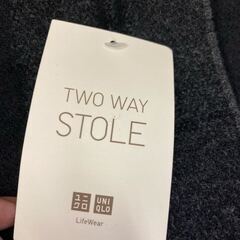 TWO WAY
STOLE
ユニ UNI
クロ QLO
LifeWear